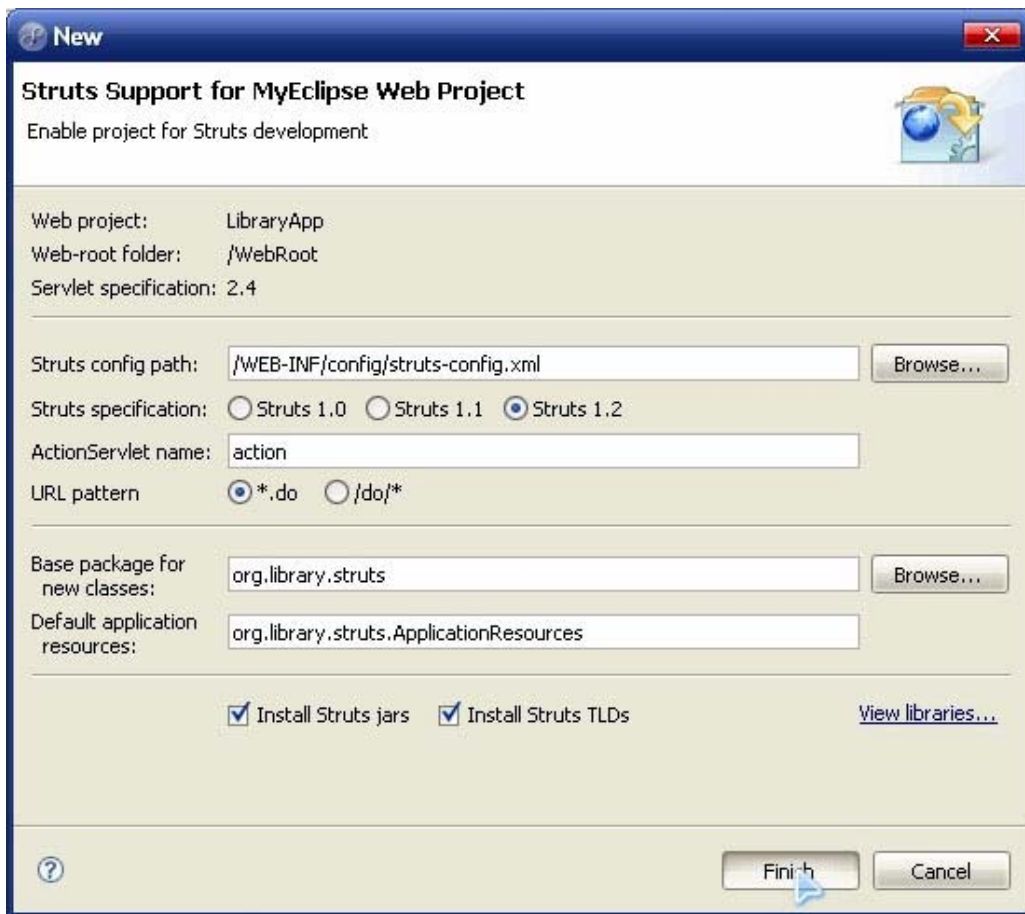 New
Struts Support for MyEclipse Web Project
Enable project for Struts development
Web project: LibraryApp
Web-root folder: /WebRoot
Servlet specification: 2.4
Struts config path: /WEB-INF/config/struts-config.xml Browse...
Struts specification: Struts 1.0 Struts 1.1 Struts 1.2
ActionServlet name: action
URL pattern *.do /do/*
Base package for
new classes: org.library.struts Browse...
Default application
resources: org.library.struts.ApplicationResources
Install Struts jars Install Struts TLDs View libraries...
Finish Cancel